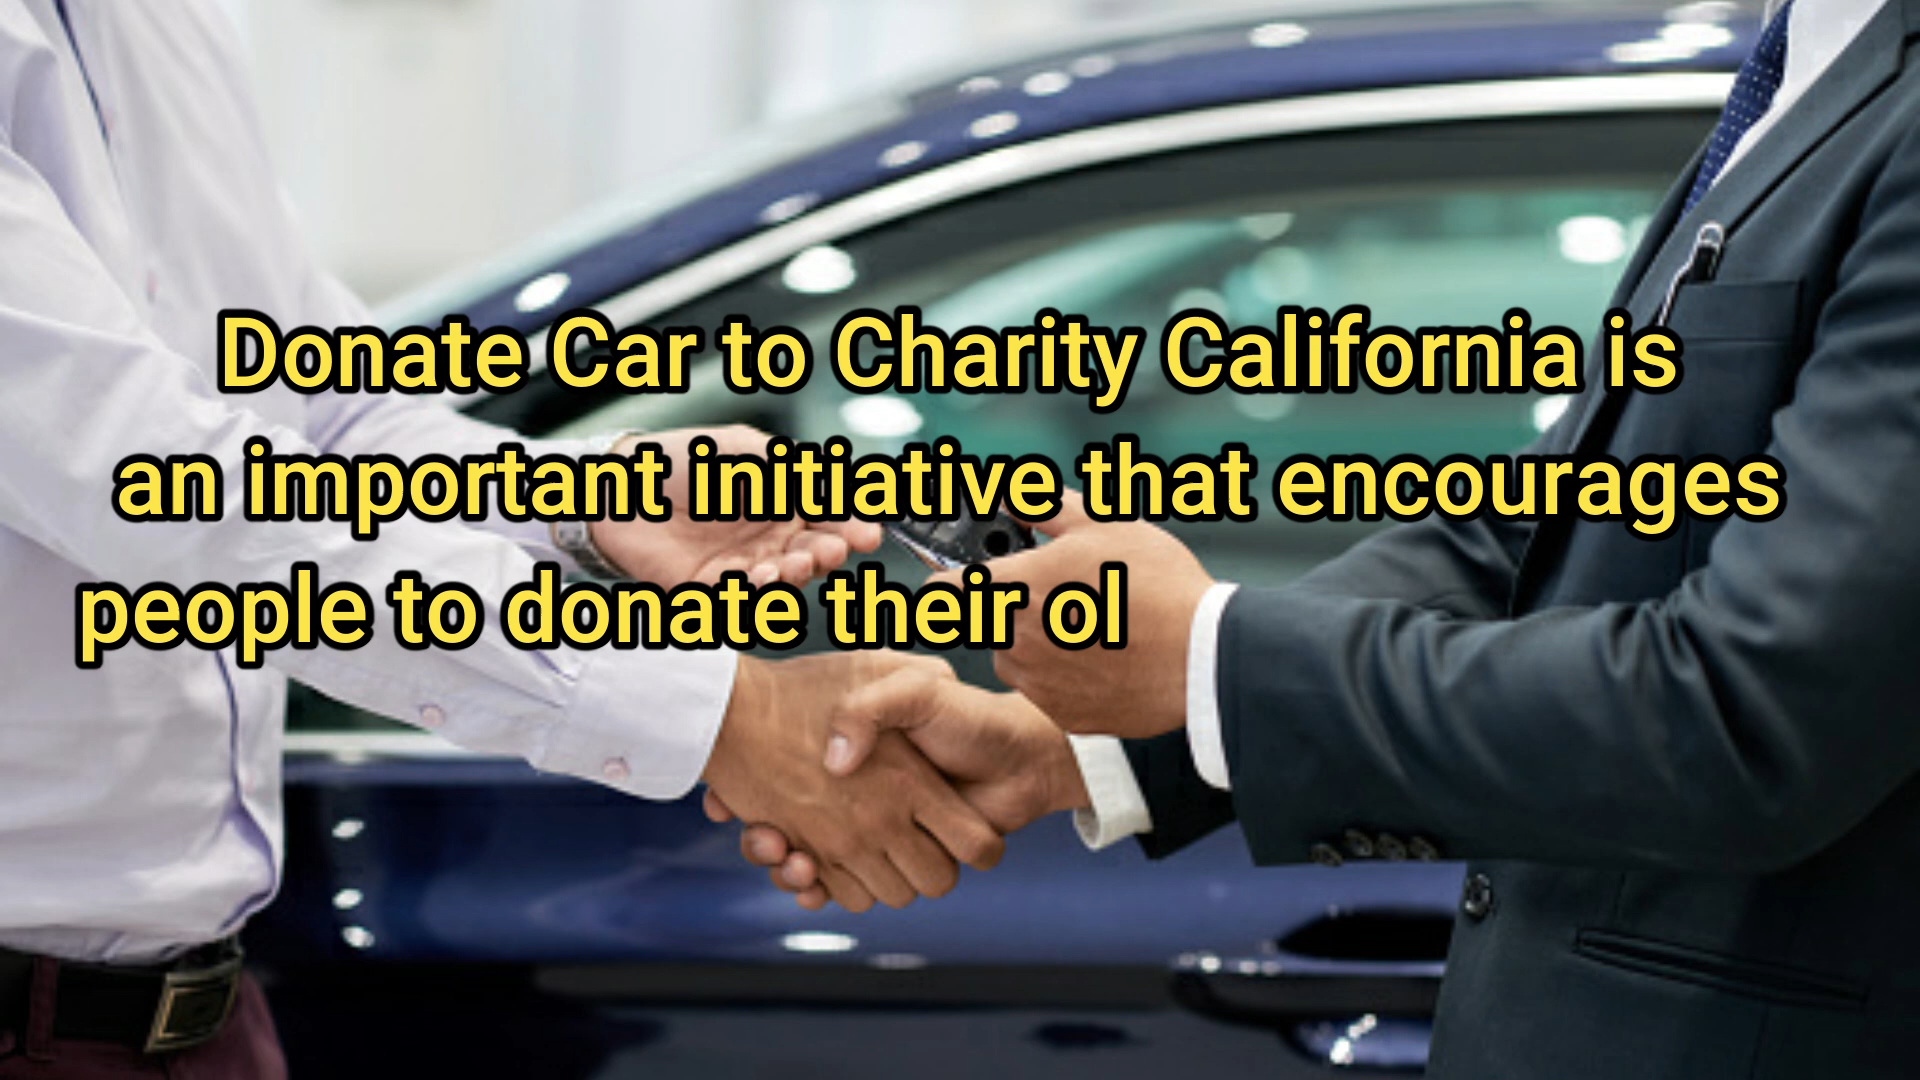 Donate Car to Charity California is
an important initiative that encourages
people to donate their ol